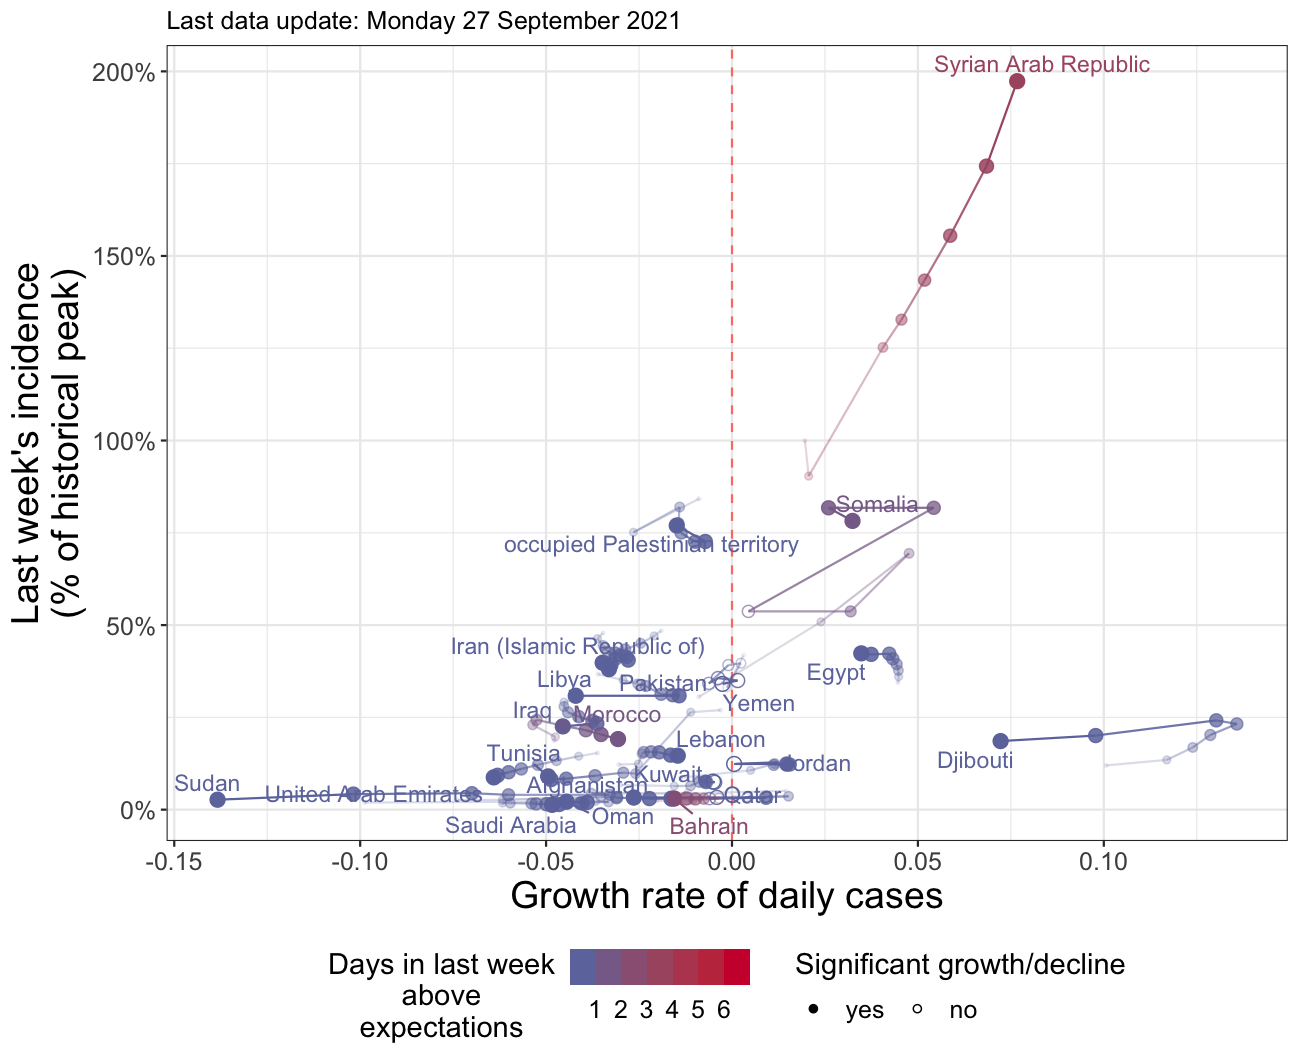 Last data update: Monday 27 September 2021
Last week's incidence
(% of historical peak)
200%
150%
100%
50%
0%
Syrian Arab Republic
Somalia
occupied Palestinian territory
Iran (Islamic Republic of)
Egypt
Libya
Pakistan
Yemen
Iraq
Morocco
Lebanon
Tunisia
Djibouti
Jordan
Kuwait
Sudan
Afghanistan
United Arab Emirates
Qatar
Oman
Saudi Arabia
Bahrain
-0.15
-0.10
-0.05
0.00
0.05
0.10
Growth rate of daily cases
Days in last week
above
expectations
1 2 3 4 5 6
Significant growth/decline
yes
no